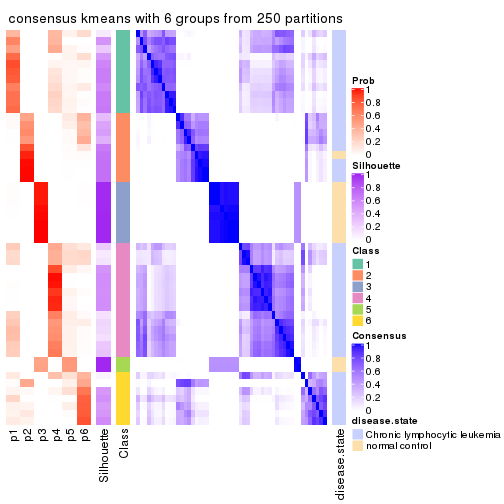 consensus kmeans with 6 groups from 250 partitions
Prob
1
0.8
0.6
0.4
0.2
0
Silhouette
1
0.8
0.6
0.4
0.2
0
Class
1
2
3
4
5
6
Consensus
1
0.8
0.6
0.4
0.2
0
disease.state
Chronic lymphocytic leukemia
normal control
p1
p2
p3
p4
p5
p6
Silhouette
Class
disease.state